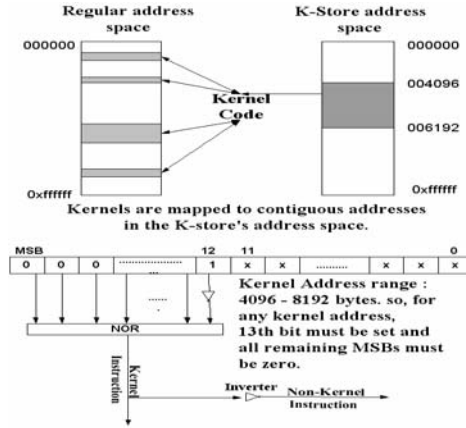 Regular address space
K-Store address space
000000
000000
004096
Kernel Code
006192
0xffffff
0xffffff
Kernels are mapped to contiguous addresses
in the K-store's address space.
MSB 12 11 0
0 0 0 .............. ... 1 x x ......... x x x
Kernel Address range :
4096 - 8192 bytes. so, for
any kernel address,
13th bit must be set and
all remaining MSBs must
be zero.
NOR
Kernel Instruction
Inverter
Non-Kernel
Instruction